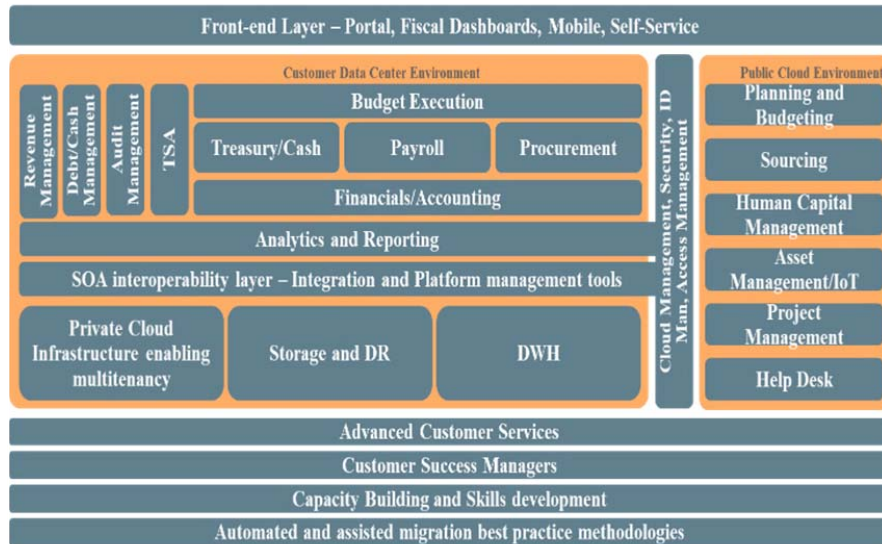 Front-end Layer – Portal, Fiscal Dashboards, Mobile, Self-Service
Customer Data Center Environment
Revenue
Management
Debt/Cash
Management
Audit
Management
TSA
Budget Execution
Treasury/Cash
Payroll
Procurement
Financials/Accounting
Analytics and Reporting
SOA interoperability layer – Integration and Platform management tools
Private Cloud
Infrastructure enabling
multitenancy
Storage and DR
DWH
Cloud Management, Security, ID
Man, Access Management
Public Cloud Environment
Planning and
Budgeting
Sourcing
Human Capital
Management
Asset
Management/IoT
Project
Management
Help Desk
Advanced Customer Services
Customer Success Managers
Capacity Building and Skills development
Automated and assisted migration best practice methodologies